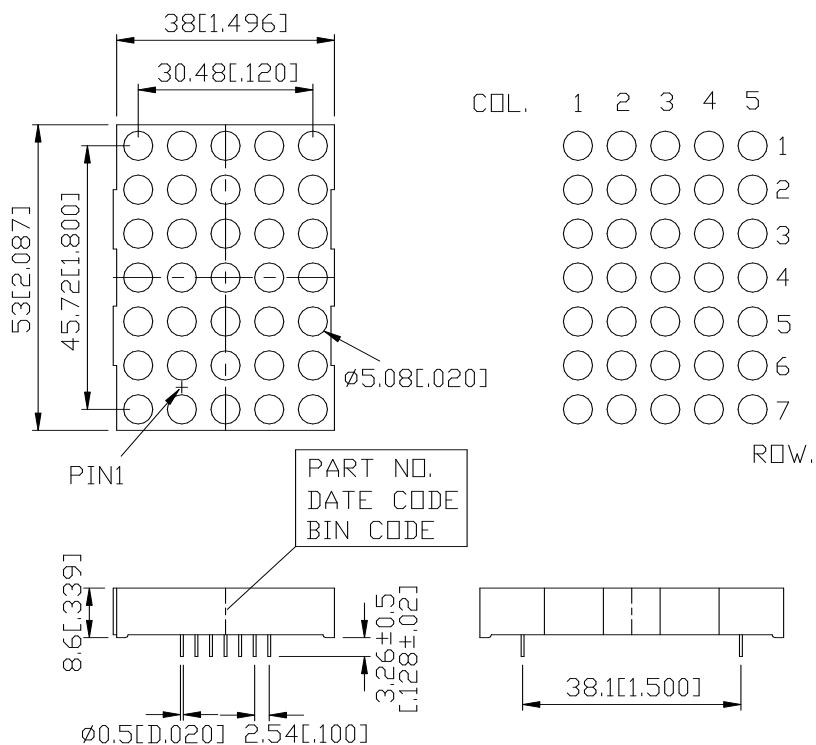 38[1.496]
30.48[.120]
COL. 1 2 3 4 5
1
2
3
4
5
6
7
ROW.
53[2.087]
45.72[1.800]
Ø5.08[.020]
PIN1
PART NO.
DATE CODE
BIN CODE
8.6[.339]
3.26±0.5
[.128±.02]
38.1[1.500]
Ø0.5[D.020]
2.54[.100]